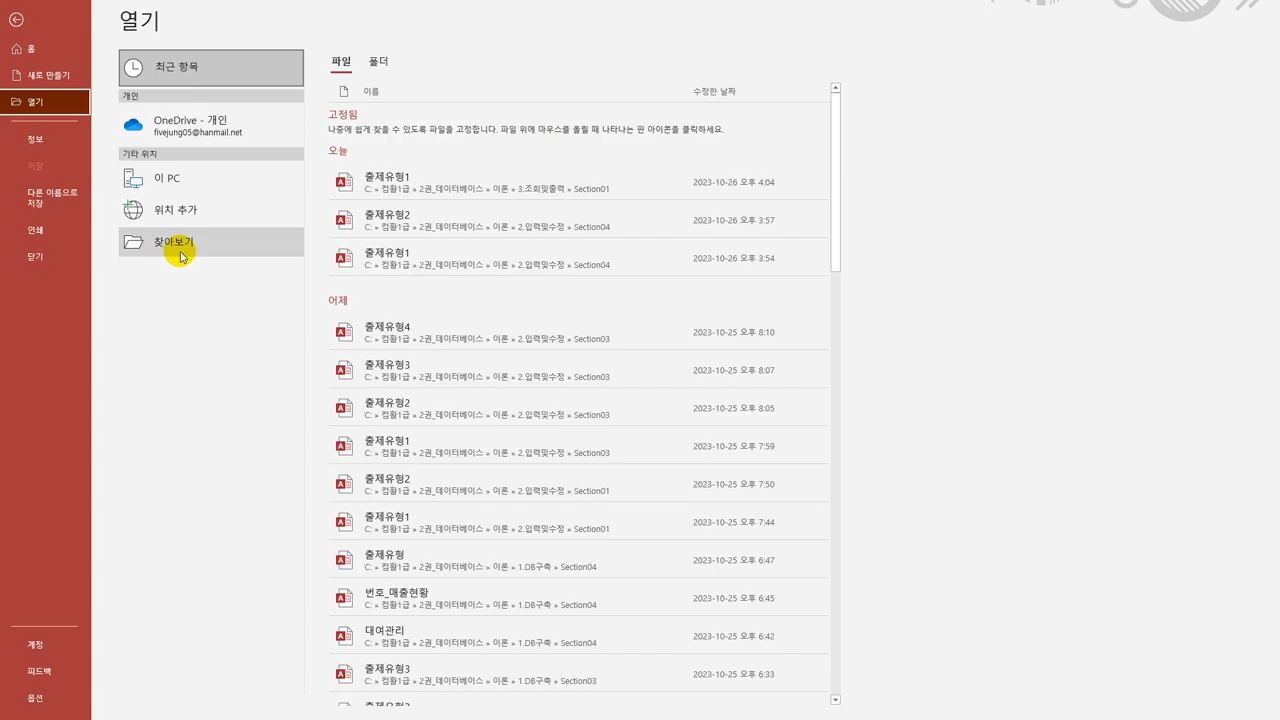 열기
홈
새로 만들기
열기
정보
저장
다른 이름으로
저장
인쇄
닫기
계정
피드백
옵션
최근 항목
개인
OneDrive - 개인
fivejung05@hanmail.net
기타 위치
이 PC
위치 추가
찾아보기
파일 폴더
이름 수정한 날짜
고정됨
나중에 쉽게 찾을 수 있도록 파일을 고정합니다. 파일 위에 마우스를 올릴 때 나타나는 핀 아이콘을 클릭하세요.
오늘
출제유형1 2023-10-26 오후 4:04
C: » 컴활1급 » 2권_데이터베이스 » 이론 » 3.조회및출력 » Section01
출제유형2 2023-10-26 오후 3:57
C: » 컴활1급 » 2권_데이터베이스 » 이론 » 2.입력및수정 » Section04
출제유형1 2023-10-26 오후 3:54
C: » 컴활1급 » 2권_데이터베이스 » 이론 » 2.입력및수정 » Section04
어제
출제유형4 2023-10-25 오후 8:10
C: » 컴활1급 » 2권_데이터베이스 » 이론 » 2.입력및수정 » Section03
출제유형3 2023-10-25 오후 8:07
C: » 컴활1급 » 2권_데이터베이스 » 이론 » 2.입력및수정 » Section03
출제유형2 2023-10-25 오후 8:05
C: » 컴활1급 » 2권_데이터베이스 » 이론 » 2.입력및수정 » Section03
출제유형1 2023-10-25 오후 7:59
C: » 컴활1급 » 2권_데이터베이스 » 이론 » 2.입력및수정 » Section03
출제유형2 2023-10-25 오후 7:50
C: » 컴활1급 » 2권_데이터베이스 » 이론 » 2.입력및수정 » Section01
출제유형1 2023-10-25 오후 7:44
C: » 컴활1급 » 2권_데이터베이스 » 이론 » 2.입력및수정 » Section01
출제유형 2023-10-25 오후 6:47
C: » 컴활1급 » 2권_데이터베이스 » 이론 » 1.DB구축 » Section04
번호_매출현황 2023-10-25 오후 6:45
C: » 컴활1급 » 2권_데이터베이스 » 이론 » 1.DB구축 » Section04
대여관리 2023-10-25 오후 6:42
C: » 컴활1급 » 2권_데이터베이스 » 이론 » 1.DB구축 » Section04
출제유형3 2023-10-25 오후 6:33
C: » 컴활1급 » 2권_데이터베이스 » 이론 » 1.DB구축 » Section03